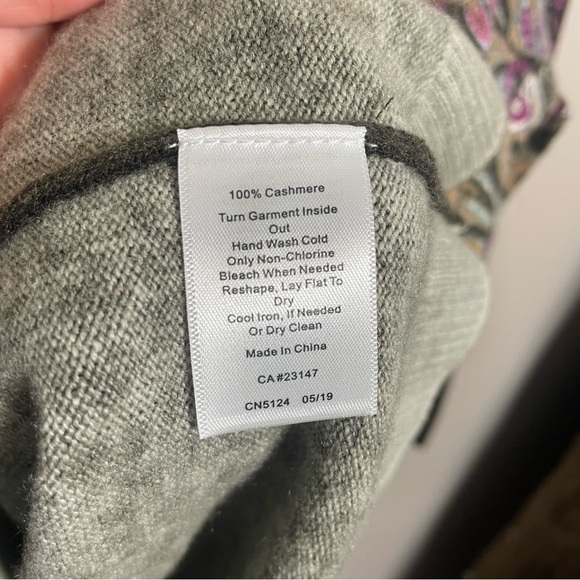 100% Cashmere
Turn Garment Inside
Out
Hand Wash Cold
Only Non-Chlorine
Bleach When Needed
Reshape, Lay Flat To
Dry
Cool Iron, If Needed
Or Dry Clean
Made In China
CA#23147
CN5124 05/19